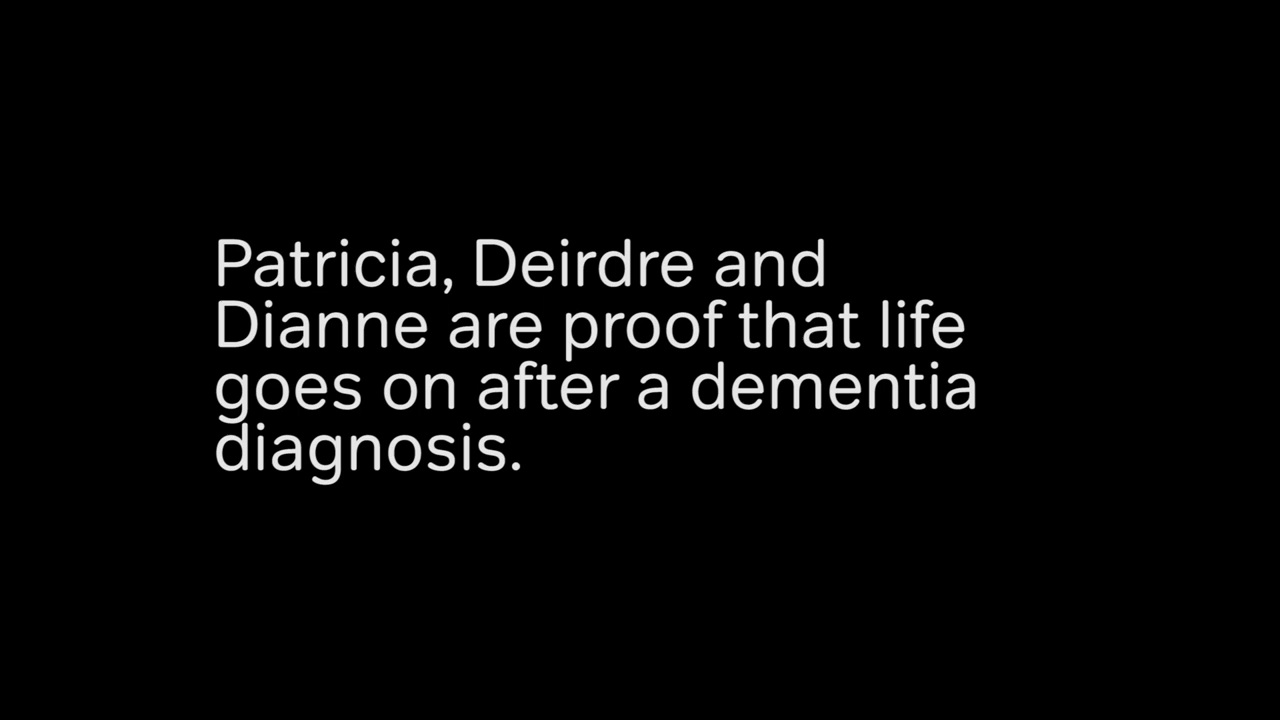 Patricia, Deirdre and
Dianne are proof that life
goes on after a dementia
diagnosis.